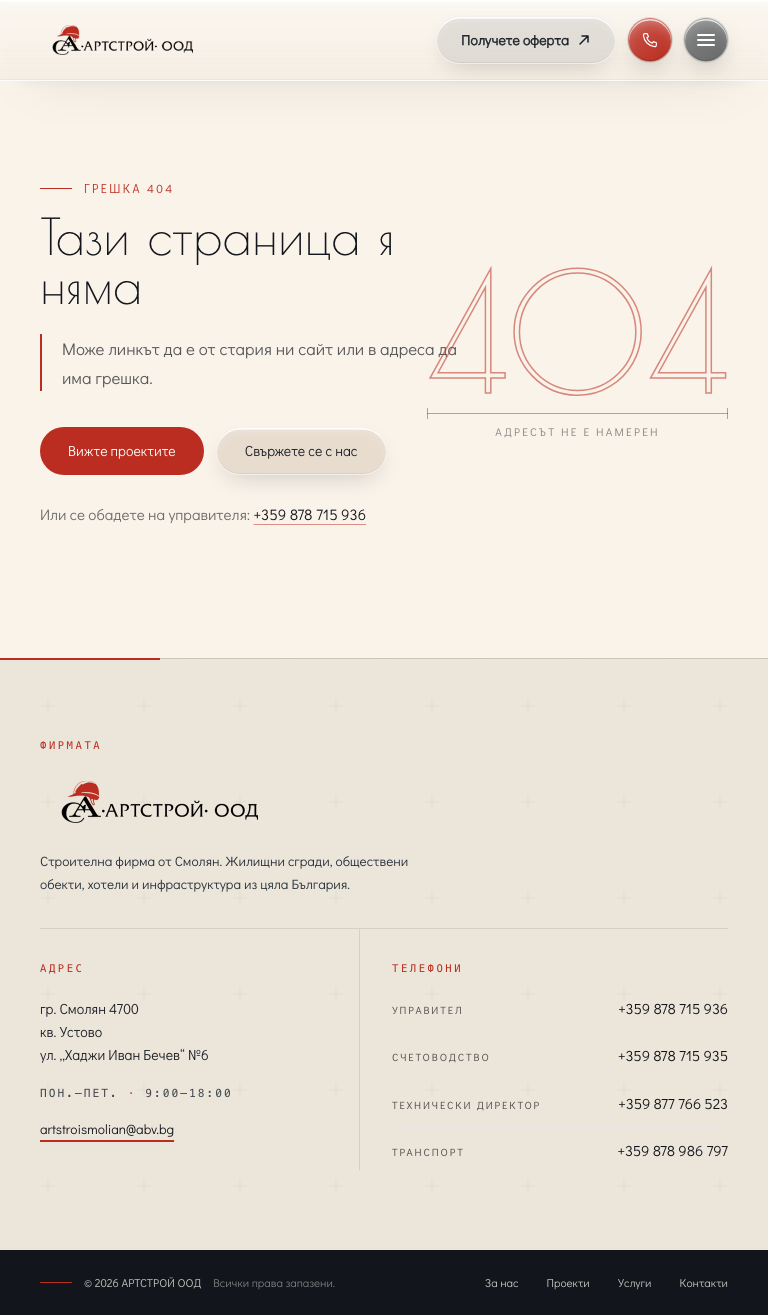 АРТСТРОЙ· ООД
Получете оферта
ГРЕШКА 404
Тази страница я
няма
404
Може линкът да е от стария ни сайт или в адреса да
има грешка.
АДРЕСЪТ НЕ Е НАМЕРЕН
Вижте проектите
Свържете се с нас
Или се обадете на управителя: +359 878 715 936
ФИРМАТА
АРТСТРОЙ· ООД
Строителна фирма от Смолян. Жилищни сгради, обществени
обекти, хотели и инфраструктура из цяла България.
АДРЕС
гр. Смолян 4700
кв. Устово
ул. „Хаджи Иван Бечев“ №6
ПОН.–ПЕТ. · 9:00–18:00
artstroismolian@abv.bg
ТЕЛЕФОНИ
УПРАВИТЕЛ +359 878 715 936
СЧЕТОВОДСТВО +359 878 715 935
ТЕХНИЧЕСКИ ДИРЕКТОР +359 877 766 523
ТРАНСПОРТ +359 878 986 797
© 2026 АРТСТРОЙ ООД Всички права запазени.
За нас Проекти Услуги Контакти